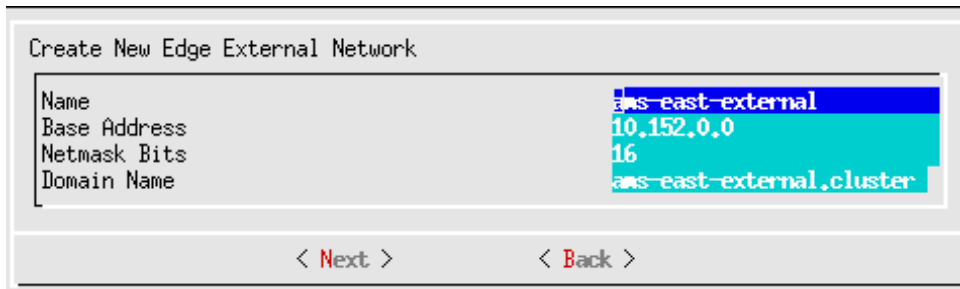 Create New Edge External Network
Name ams-east-external
Base Address 10.152.0.0
Netmask Bits 16
Domain Name ams-east-external.cluster
< Next > < Back >